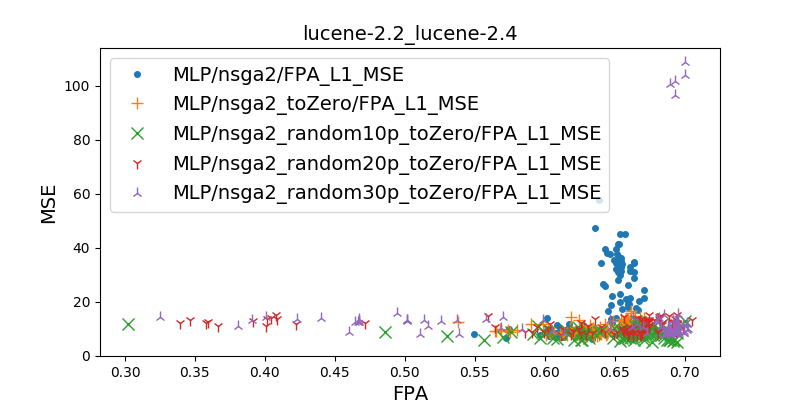 lucene-2.2_lucene-2.4
MLP/nsga2/FPA_L1_MSE
MLP/nsga2_toZero/FPA_L1_MSE
MLP/nsga2_random10p_toZero/FPA_L1_MSE
MLP/nsga2_random20p_toZero/FPA_L1_MSE
MLP/nsga2_random30p_toZero/FPA_L1_MSE
MSE
100
80
60
40
20
0
0.30 0.35 0.40 0.45 0.50 0.55 0.60 0.65 0.70
FPA